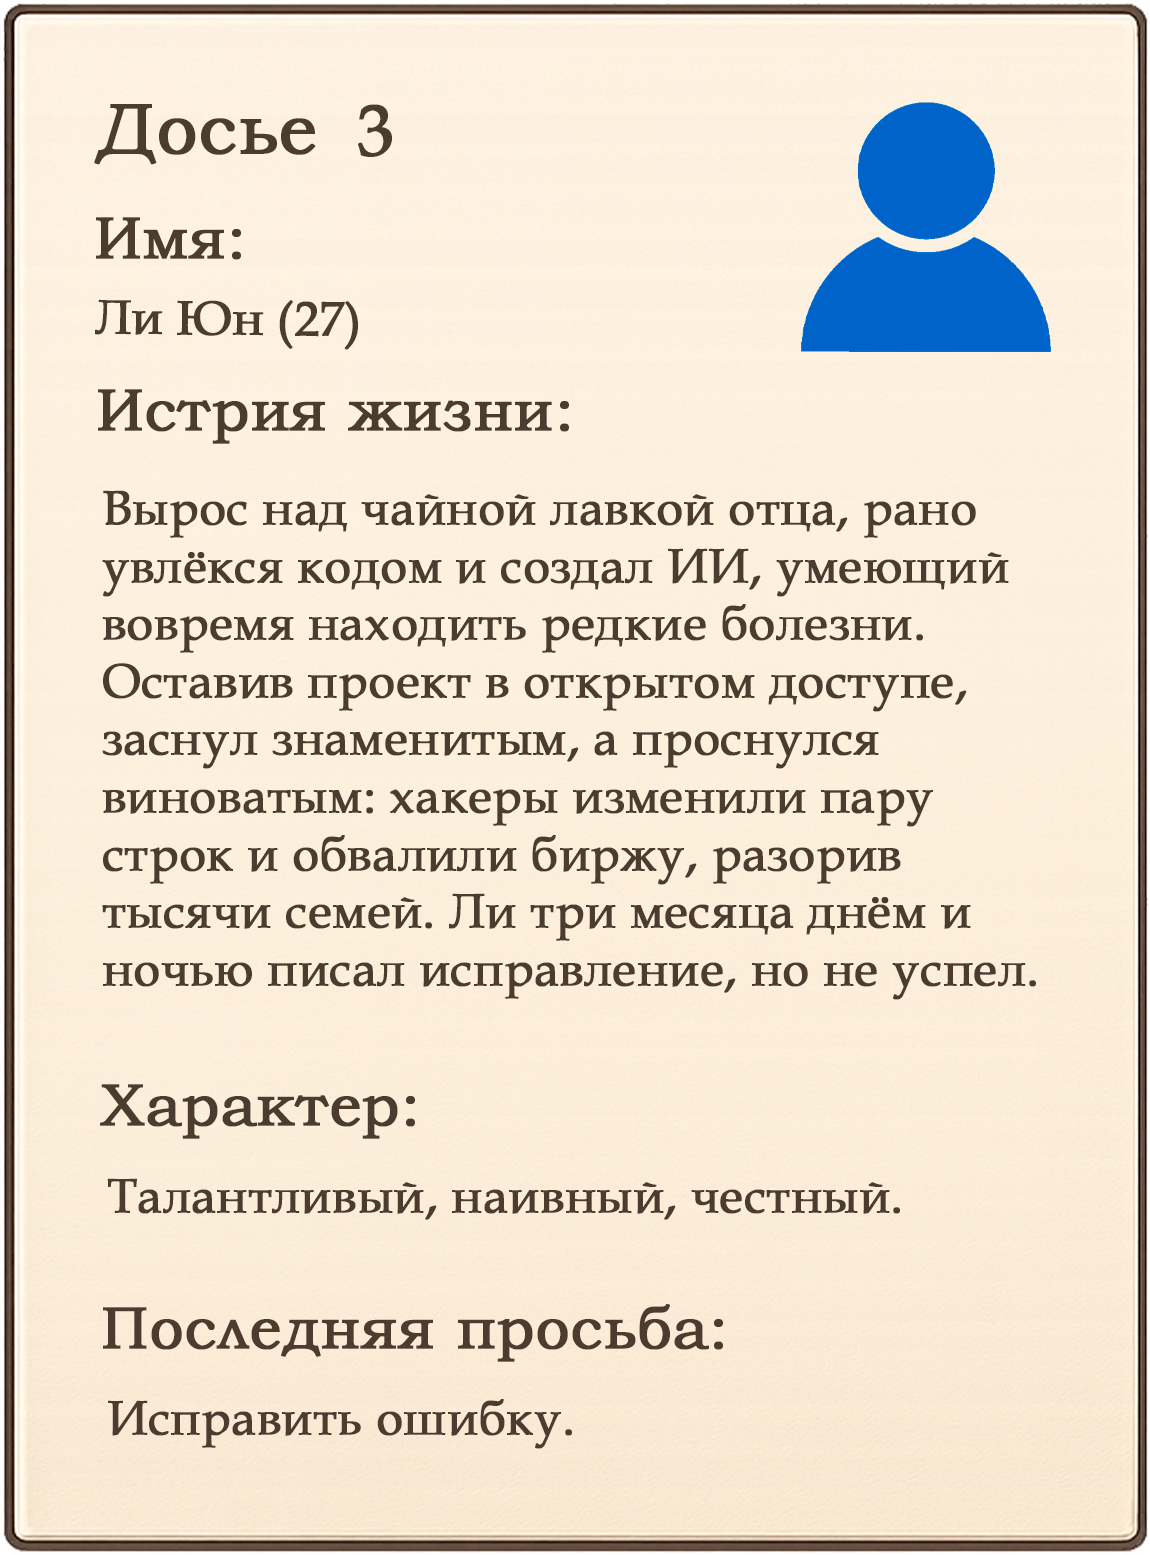 Досье 3
Имя:
Ли Юн (27)
Истрия жизни:
Вырос над чайной лавкой отца, рано
увлёкся кодом и создал ИИ, умеющий
вовремя находить редкие болезни.
Оставив проект в открытом доступе,
заснул знаменитым, а проснулся
виноватым: хакеры изменили пару
строк и обвалили биржу, разорив
тысячи семей. Ли три месяца днём и
ночью писал исправление, но не успел.
Характер:
Талантливый, наивный, честный.
Последняя просьба:
Исправить ошибку.